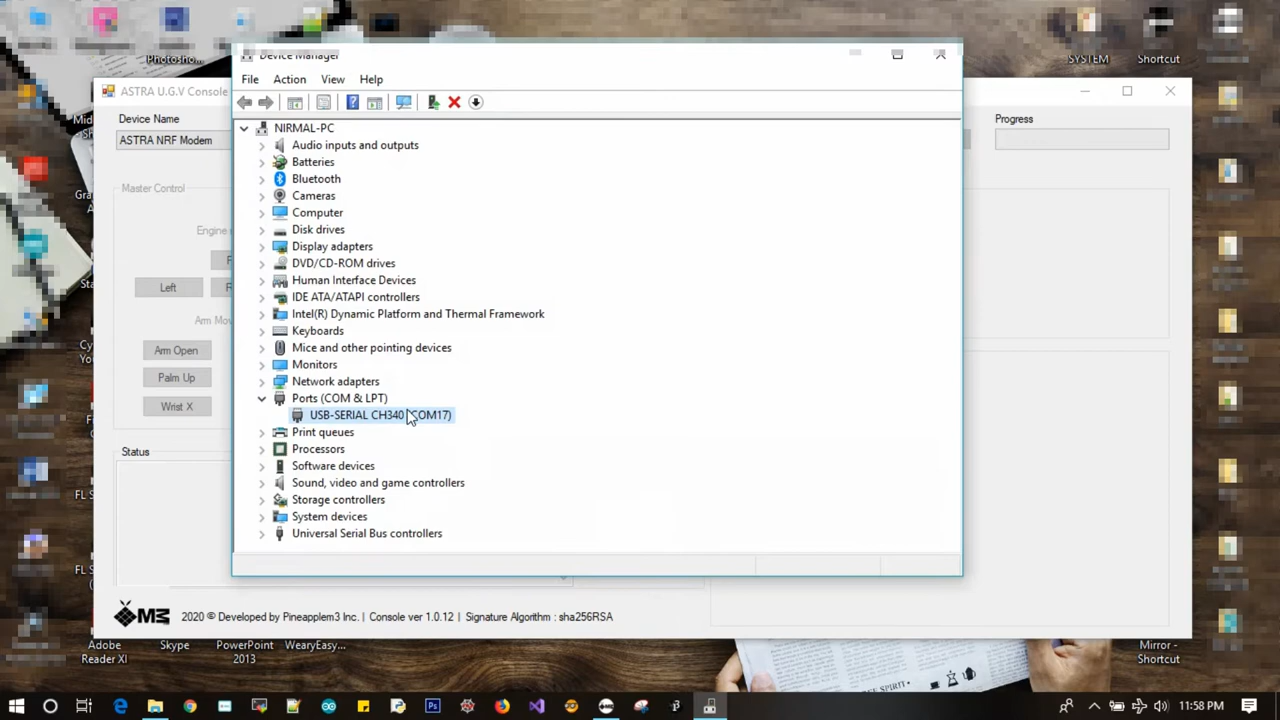 Photosho...
SYSTEM
Shortcut
Device Manager
File Action View Help
ASTRA U.G.V Console
Device Name
ASTRA NRF Modem
Progress
Master Control
Left
Arm Open
Palm Up
Wrist X
Status
NIRMAL-PC
Audio inputs and outputs
Batteries
Bluetooth
Cameras
Computer
Disk drives
Display adapters
DVD/CD-ROM drives
Human Interface Devices
IDE ATA/ATAPI controllers
Intel(R) Dynamic Platform and Thermal Framework
Keyboards
Mice and other pointing devices
Monitors
Network adapters
Ports (COM & LPT)
USB-SERIAL CH340 (COM17)
Print queues
Processors
Software devices
Sound, video and game controllers
Storage controllers
System devices
Universal Serial Bus controllers
2020 © Developed by Pineapplem3 Inc. | Console ver 1.0.12 | Signature Algorithm : sha256RSA
Adobe
Reader XI
Skype
PowerPoint
2013
WearyEasy...
Mirror -
Shortcut
11:58 PM